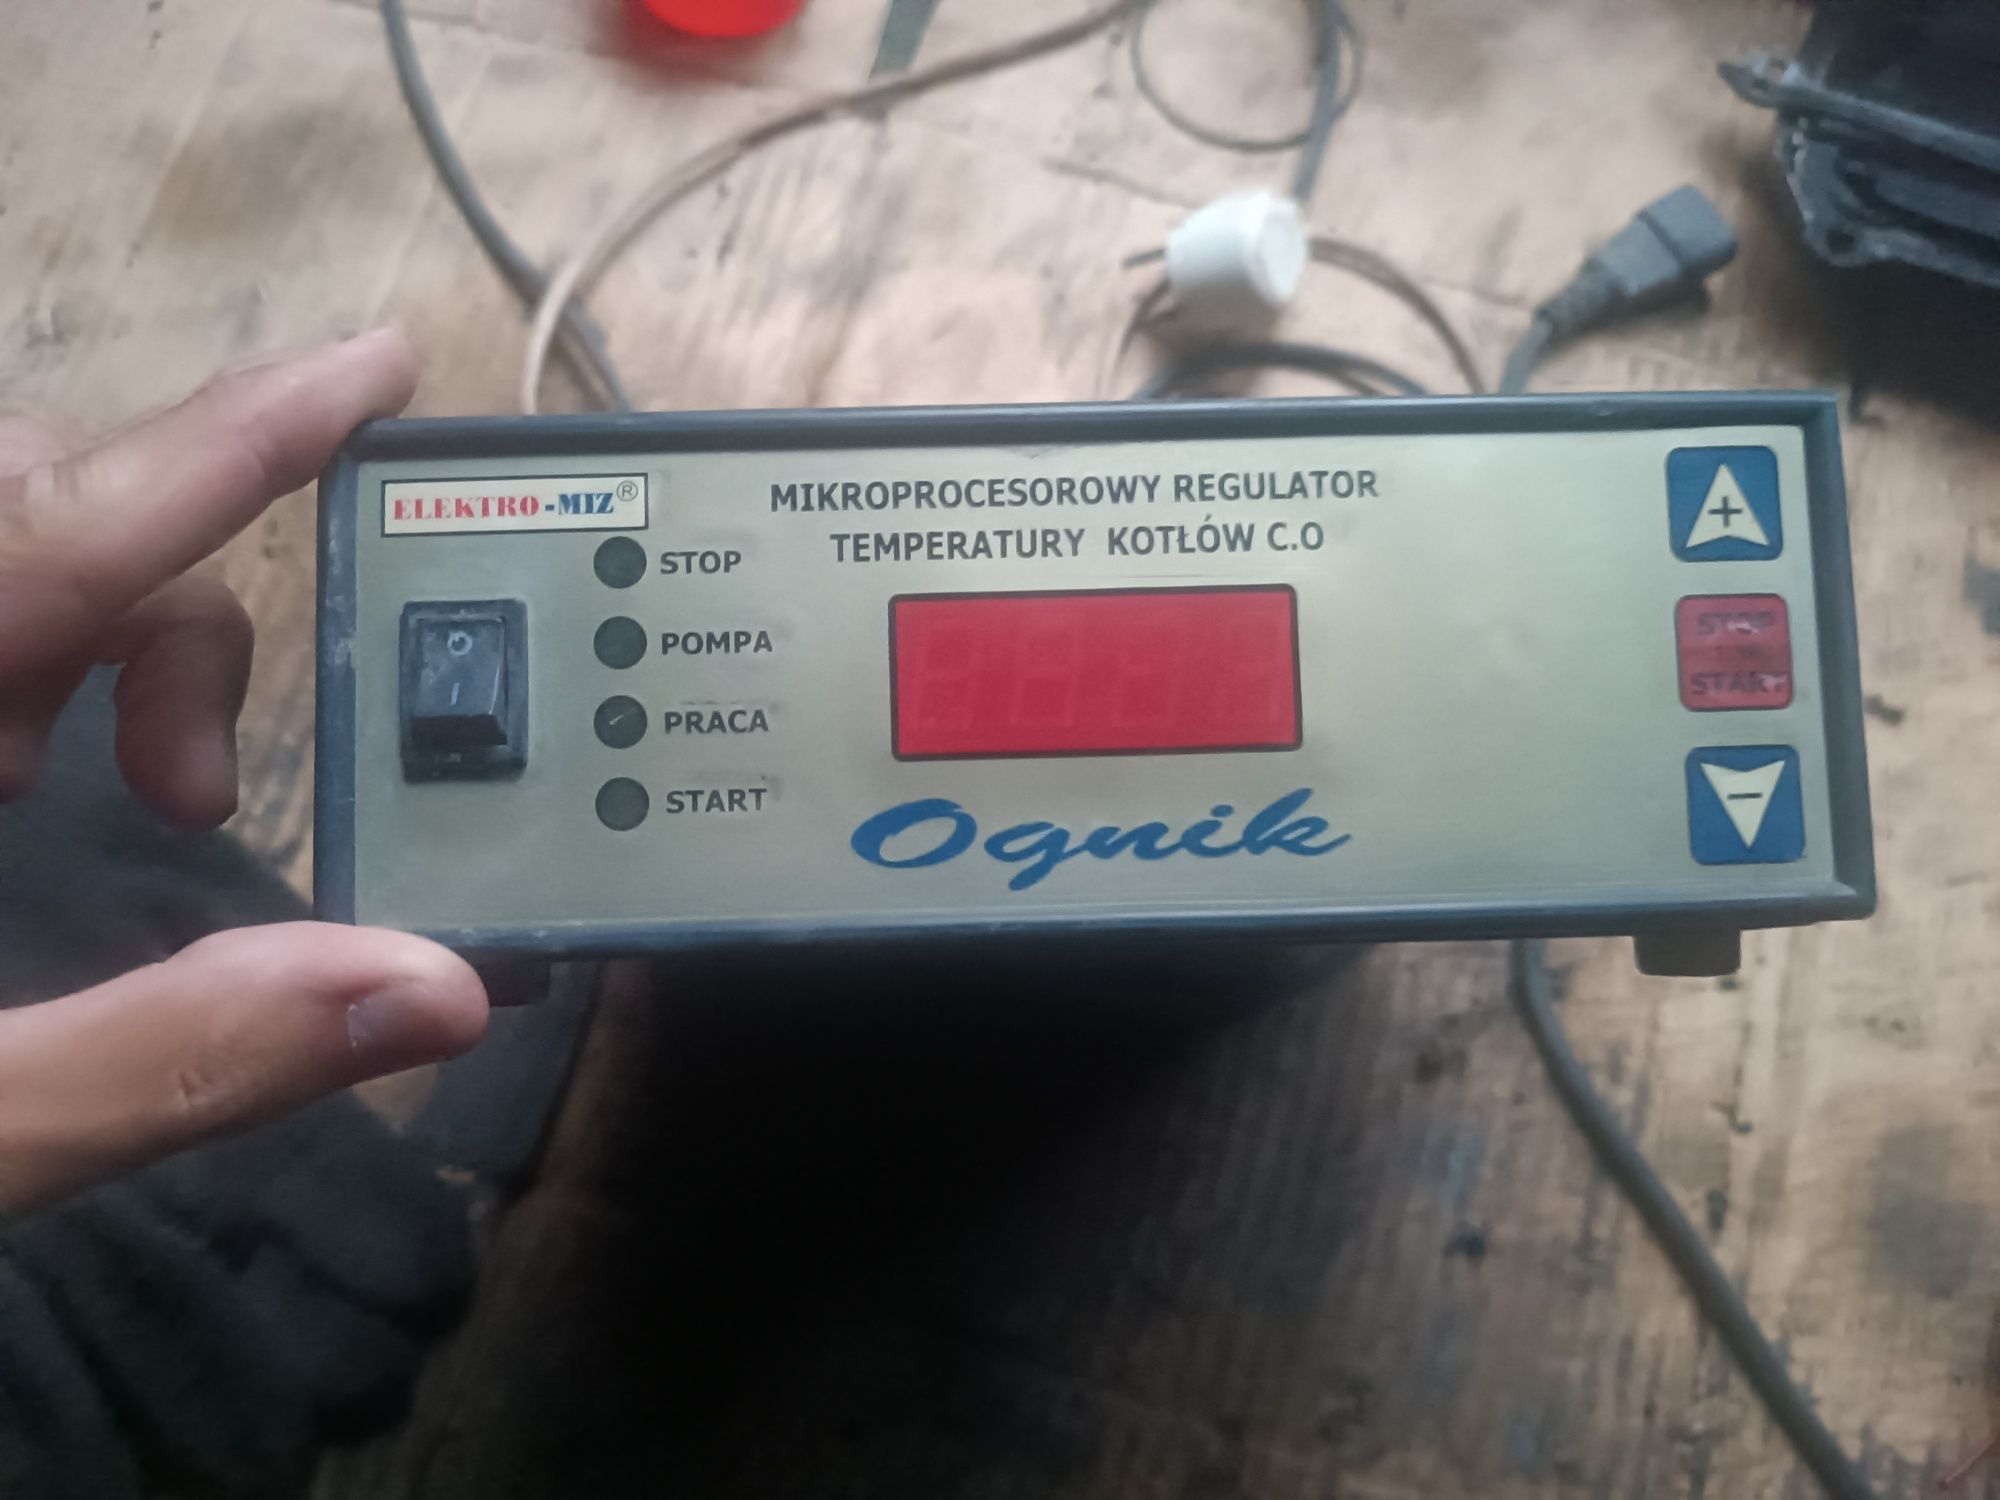 ELEKTRO-MIZ®
MIKROPROCESOROWY REGULATOR
TEMPERATURY KOTŁÓW C.O
STOP
POMPA
PRACA
START
Ognik
+
STOP
START
-
O
I